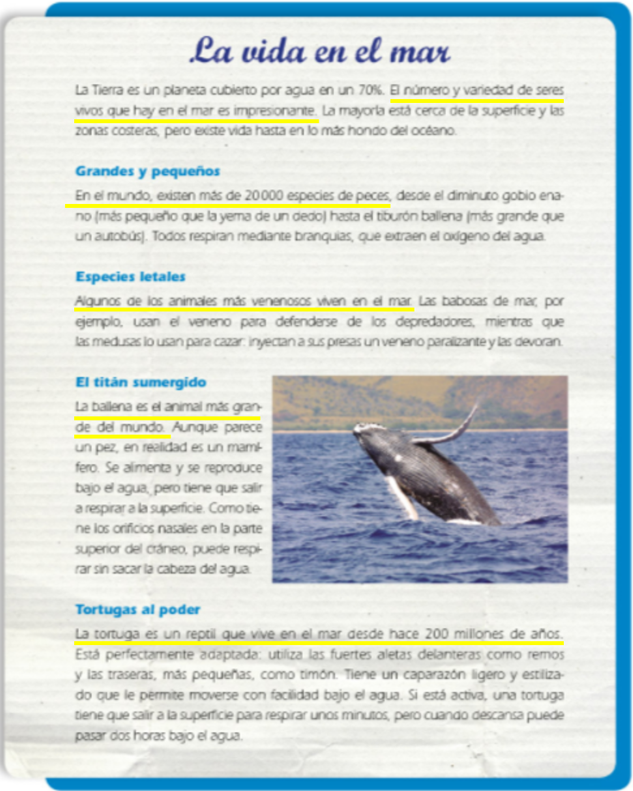 La vida en el mar
La Tierra es un planeta cubierto por agua en un 70%. El número y variedad de seres
vivos que hay en el mar es impresionante. La mayoría está cerca de la superficie y las
zonas costeras, pero existe vida hasta en lo más hondo del océano.
Grandes y pequeños
En el mundo, existen más de 20 000 especies de peces, desde el diminuto gobio ena-
no (más pequeño que la yema de un dedo) hasta el tiburón ballena (más grande que
un autobús). Todos respiran mediante branquias, que extraen el oxígeno del agua.
Especies letales
Algunos de los animales más venenosos viven en el mar. Las babosas de mar, por
ejemplo, usan el veneno para defenderse de los depredadores, mientras que
las medusas lo usan para cazar: inyectan a sus presas un veneno paralizante y las devoran.
El titán sumergido
La ballena es el animal más gran-
de del mundo. Aunque parece
un pez, en realidad es un mamí-
fero. Se alimenta y se reproduce
bajo el agua, pero tiene que salir
a respirar a la superficie. Como tie-
ne los orificios nasales en la parte
superior del cráneo, puede respi-
rar sin sacar la cabeza del agua.
Tortugas al poder
La tortuga es un reptil que vive en el mar desde hace 200 millones de años.
Está perfectamente adaptada: utiliza las fuertes aletas delanteras como remos
y las traseras, más pequeñas, como timón. Tiene un caparazón ligero y estiliza-
do que le permite moverse con facilidad bajo el agua. Si está activa, una tortuga
tiene que salir a la superficie para respirar unos minutos, pero cuando descansa puede
pasar dos horas bajo el agua.